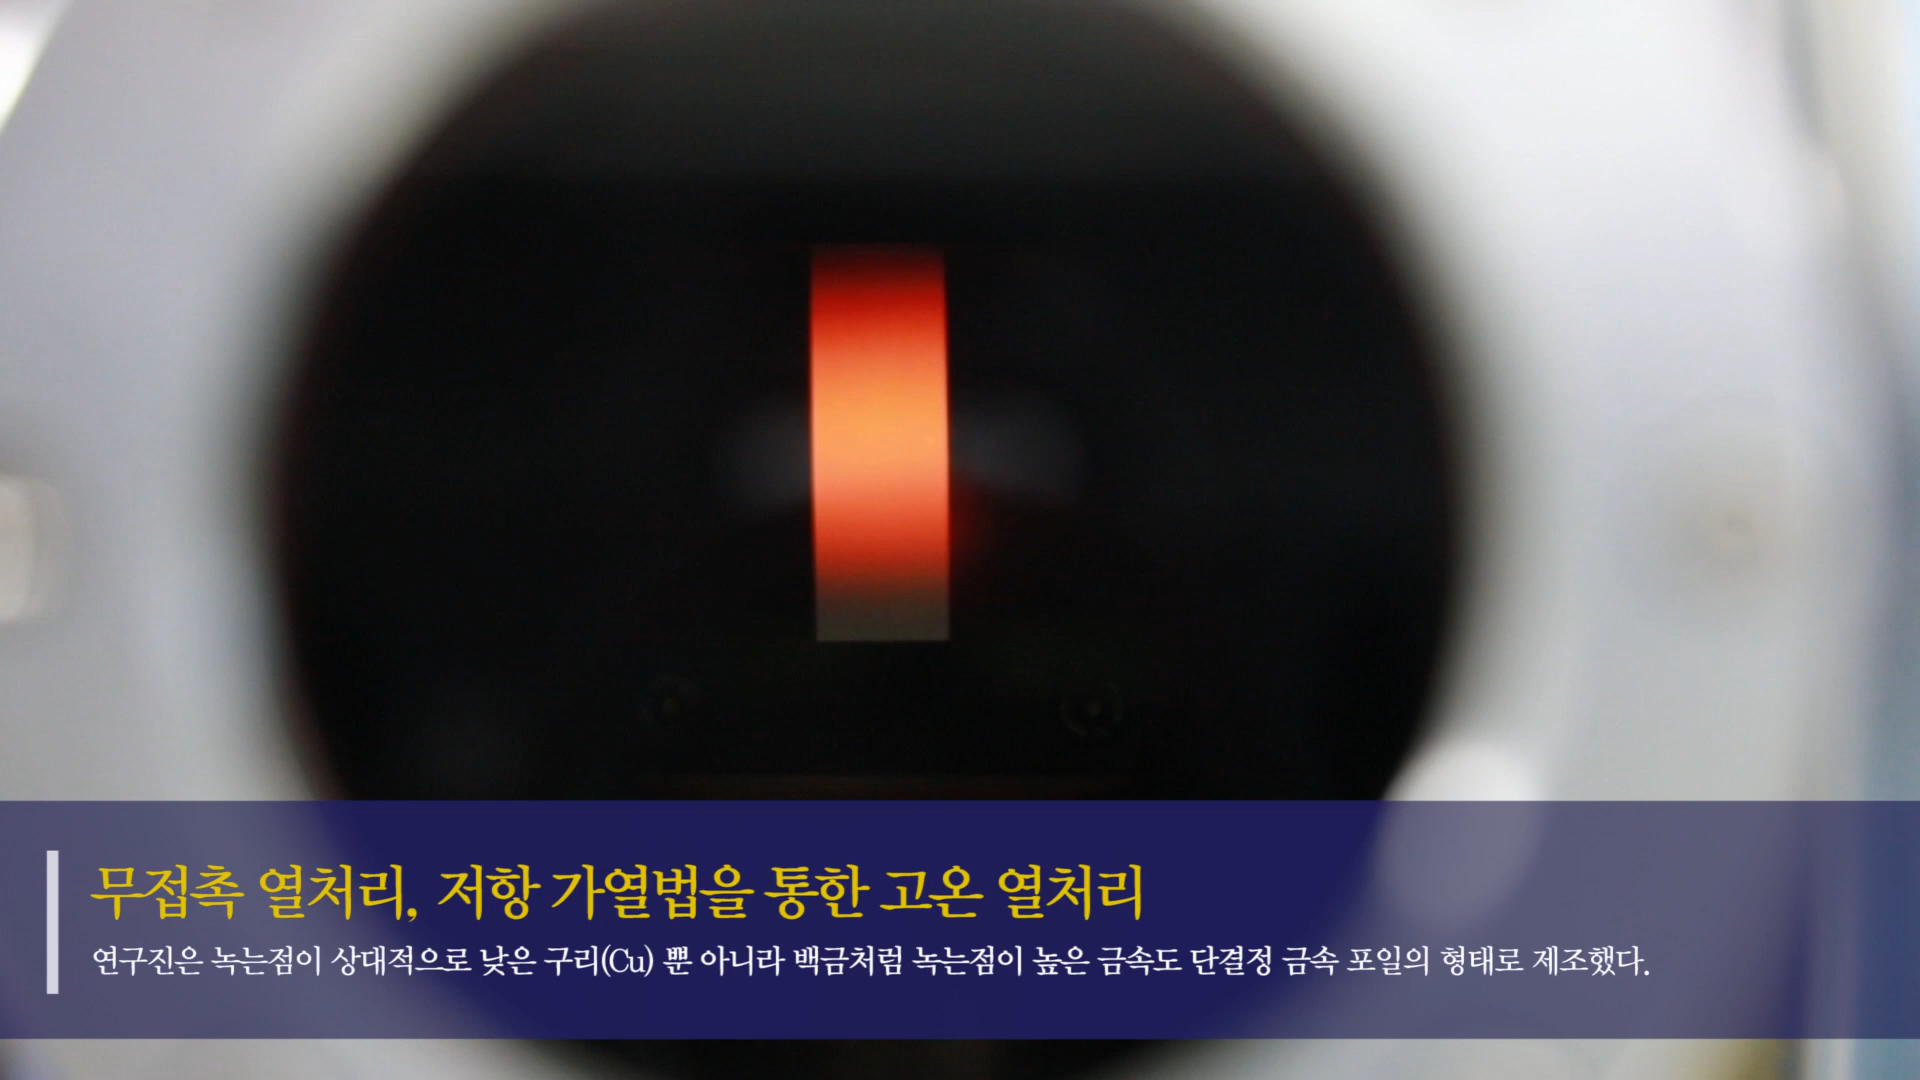 무접촉 열처리, 저항 가열법을 통한 고온 열처리
연구진은 녹는점이 상대적으로 낮은 구리(Cu) 뿐 아니라 백금처럼 녹는점이 높은 금속도 단결정 금속 포일의 형태로 제조했다.